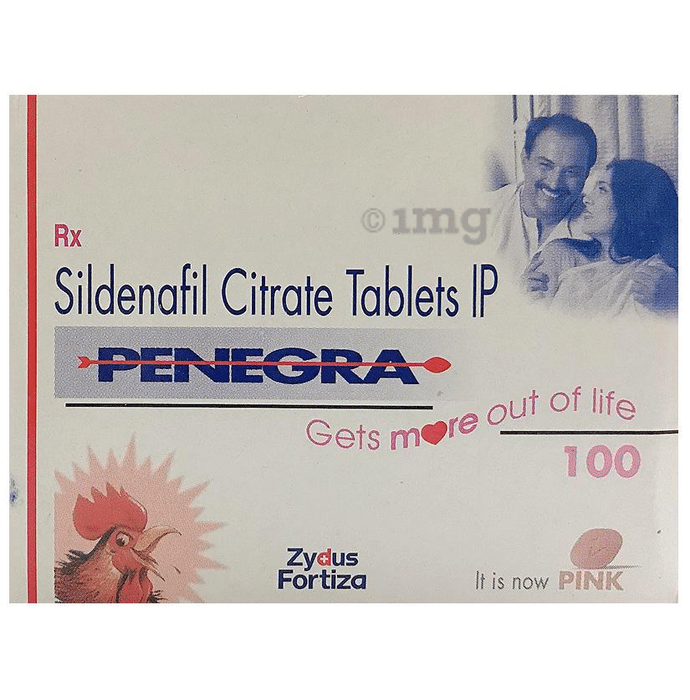 © 1mg
Rx
Sildenafil Citrate Tablets IP
PENEGRA
Gets more out of life
100
Zydus
Fortiza
It is now PINK